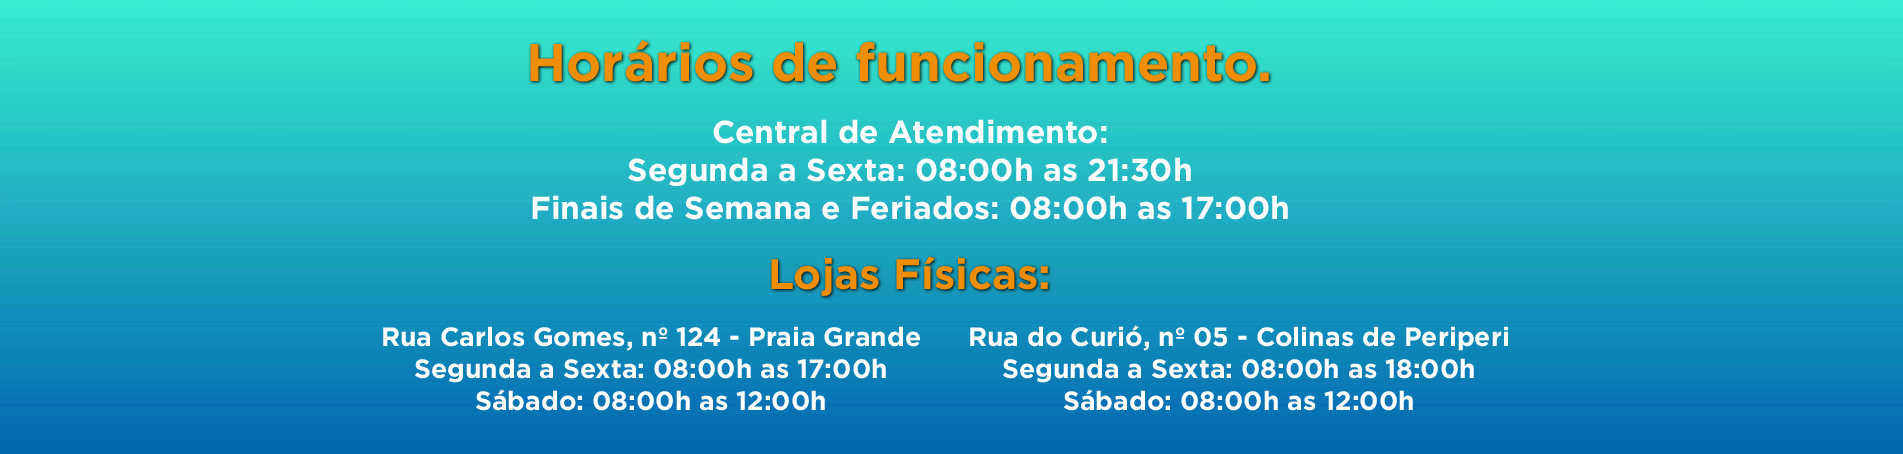 Horários de funcionamento.
Central de Atendimento:
Segunda a Sexta: 08:00h as 21:30h
Finais de Semana e Feriados: 08:00h as 17:00h
Lojas Físicas:
Rua Carlos Gomes, nº 124 - Praia Grande
Segunda a Sexta: 08:00h as 17:00h
Sábado: 08:00h as 12:00h
Rua do Curió, nº 05 - Colinas de Periperi
Segunda a Sexta: 08:00h as 18:00h
Sábado: 08:00h as 12:00h